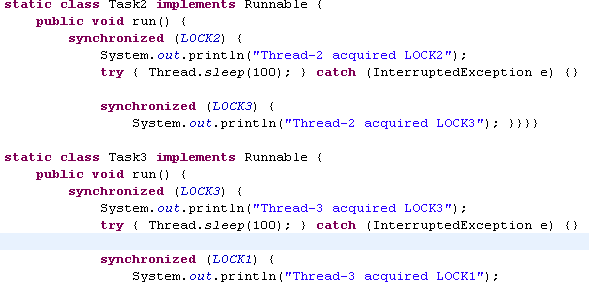 static class Task2 implements Runnable {
public void run() {
synchronized (LOCK2) {
System.out.println("Thread-2 acquired LOCK2");
try { Thread.sleep(100); } catch (InterruptedException e) {}
synchronized (LOCK3) {
System.out.println("Thread-2 acquired LOCK3"); }}}}
static class Task3 implements Runnable {
public void run() {
synchronized (LOCK3) {
System.out.println("Thread-3 acquired LOCK3");
try { Thread.sleep(100); } catch (InterruptedException e) {}
synchronized (LOCK1) {
System.out.println("Thread-3 acquired LOCK1");